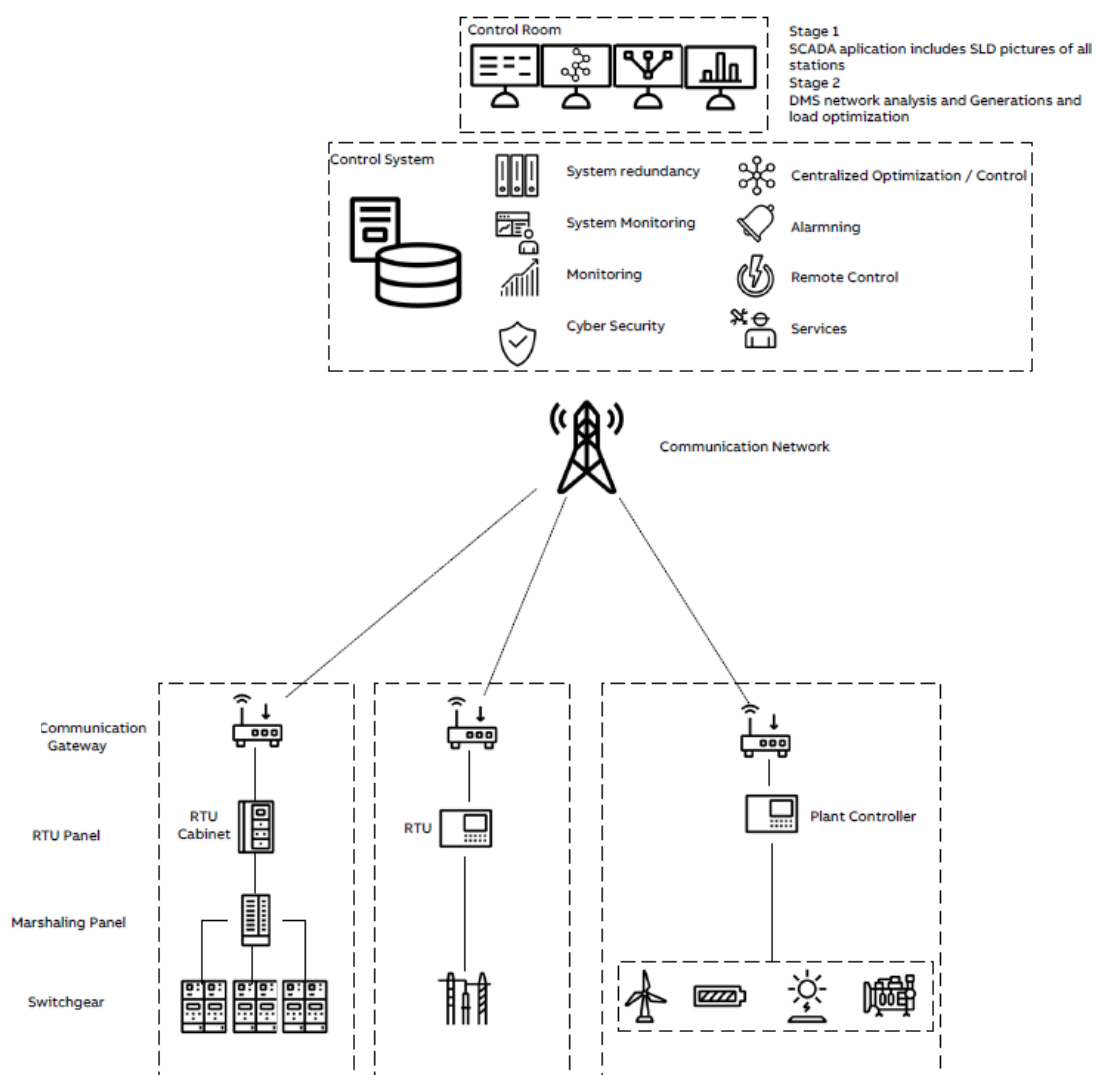 Control Room
Stage 1
SCADA aplication includes SLD pictures of all
stations
Stage 2
DMS network analysis and Generations and
load optimization
Control System
System redundancy
Centralized Optimization / Control
System Monitoring
Alarmning
Monitoring
Remote Control
Cyber Security
Services
Communication Network
Communication
Gateway
RTU Panel
RTU
Cabinet
RTU
Plant Controller
Marshaling Panel
Switchgear